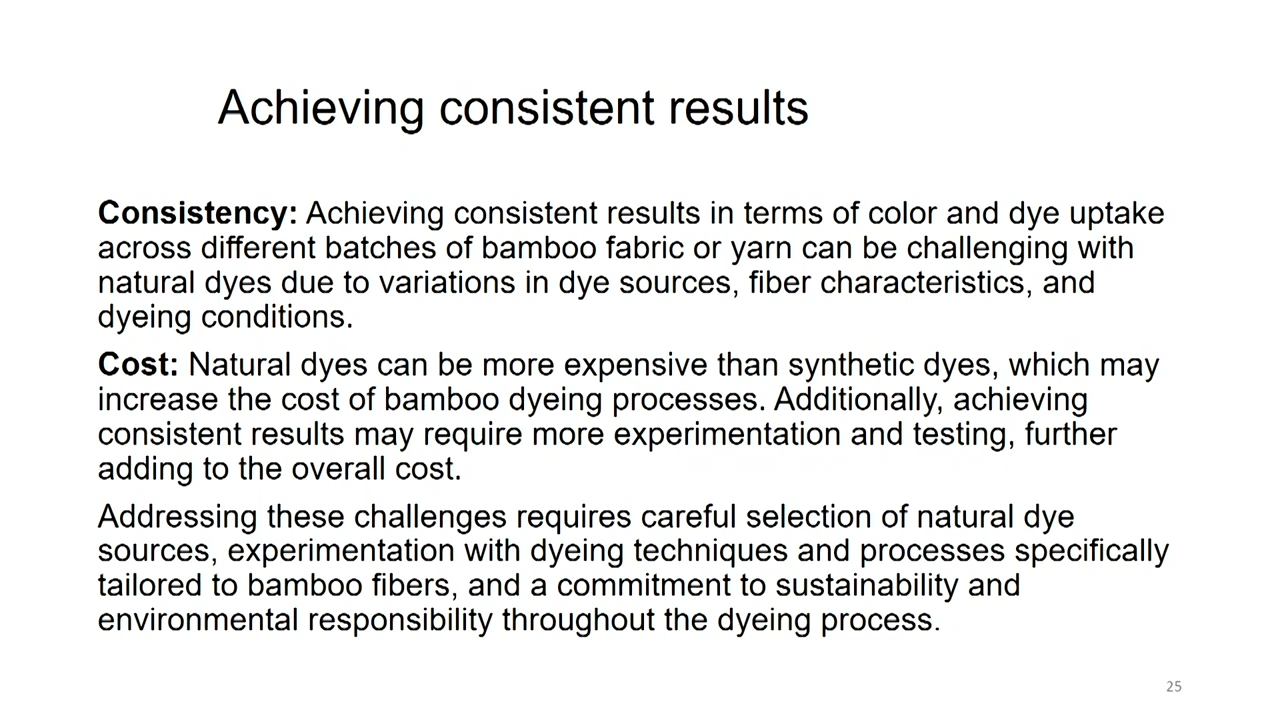 Achieving consistent results
Consistency: Achieving consistent results in terms of color and dye uptake
across different batches of bamboo fabric or yarn can be challenging with
natural dyes due to variations in dye sources, fiber characteristics, and
dyeing conditions.
Cost: Natural dyes can be more expensive than synthetic dyes, which may
increase the cost of bamboo dyeing processes. Additionally, achieving
consistent results may require more experimentation and testing, further
adding to the overall cost.
Addressing these challenges requires careful selection of natural dye
sources, experimentation with dyeing techniques and processes specifically
tailored to bamboo fibers, and a commitment to sustainability and
environmental responsibility throughout the dyeing process.
25